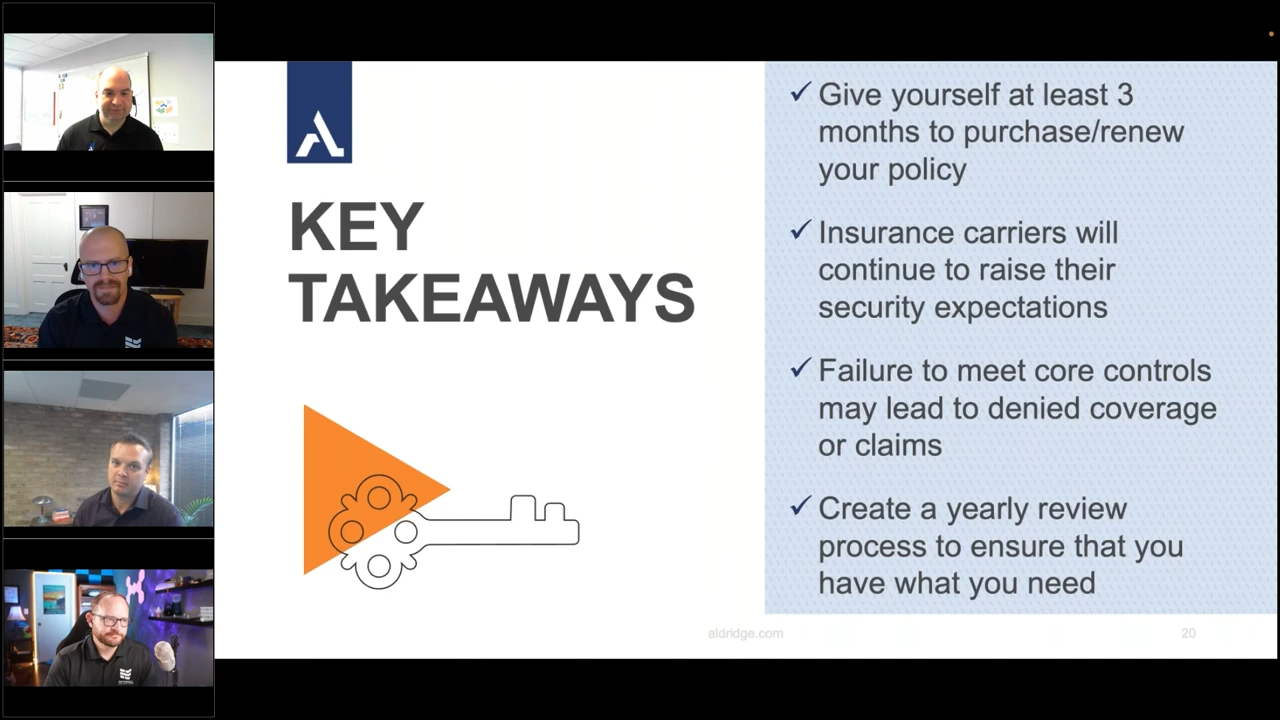 KEY
TAKEAWAYS
✓ Give yourself at least 3
months to purchase/renew
your policy
✓ Insurance carriers will
continue to raise their
security expectations
✓ Failure to meet core controls
may lead to denied coverage
or claims
✓ Create a yearly review
process to ensure that you
have what you need
aldridge.com
20